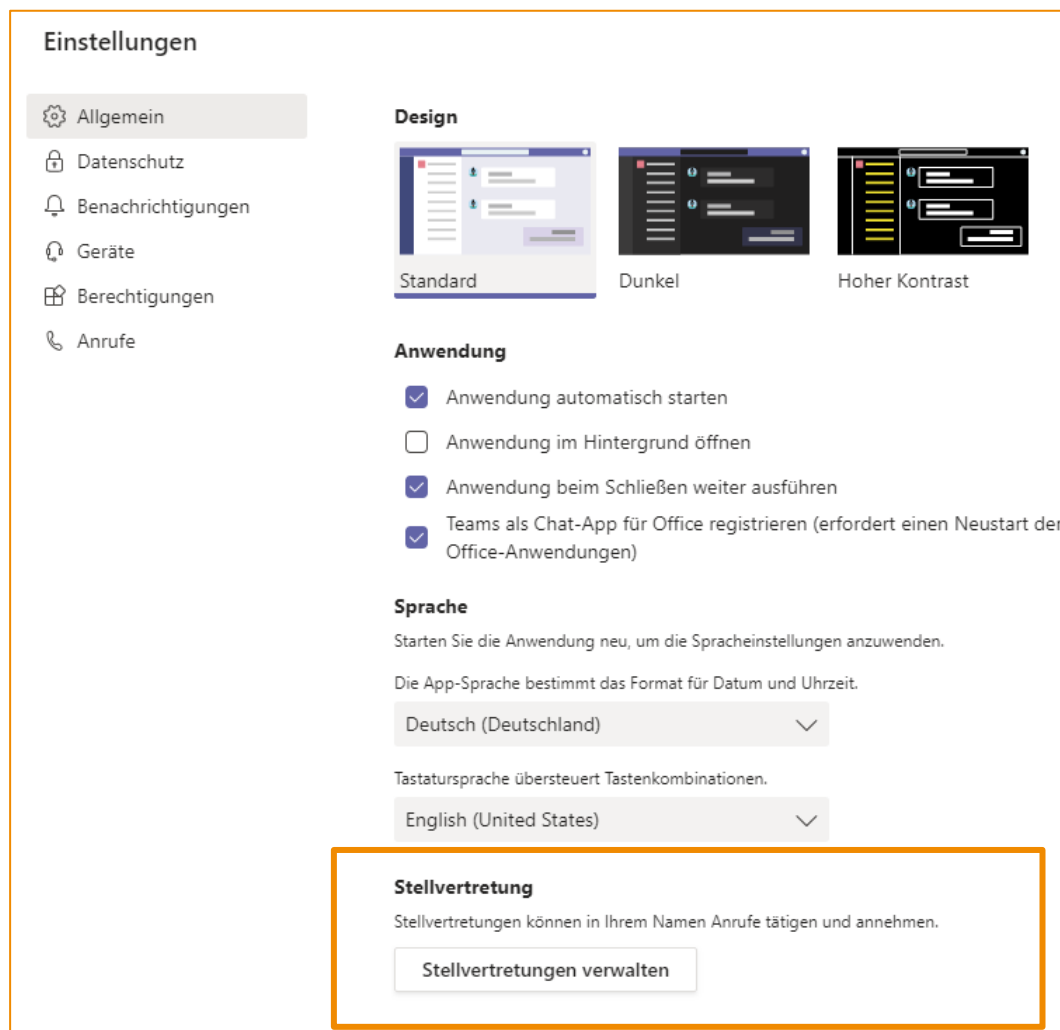 Einstellungen
Allgemein
Datenschutz
Benachrichtigungen
Geräte
Berechtigungen
Anrufe
Design
Standard
Dunkel
Hoher Kontrast
Anwendung
Anwendung automatisch starten
Anwendung im Hintergrund öffnen
Anwendung beim Schließen weiter ausführen
Teams als Chat-App für Office registrieren (erfordert einen Neustart der
Office-Anwendungen)
Sprache
Starten Sie die Anwendung neu, um die Spracheinstellungen anzuwenden.
Die App-Sprache bestimmt das Format für Datum und Uhrzeit.
Deutsch (Deutschland)
Tastatursprache übersteuert Tastenkombinationen.
English (United States)
Stellvertretung
Stellvertretungen können in Ihrem Namen Anrufe tätigen und annehmen.
Stellvertretungen verwalten